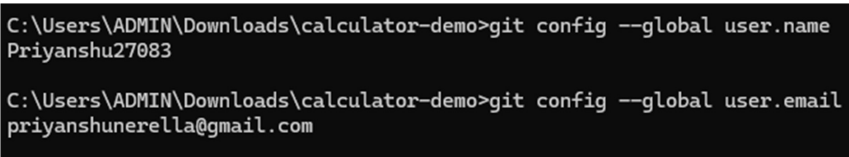 C:\Users\ADMIN\Downloads\calculator-demo>git config --global user.name
Priyanshu27083
C:\Users\ADMIN\Downloads\calculator-demo>git config --global user.email
priyanshunerella@gmail.com